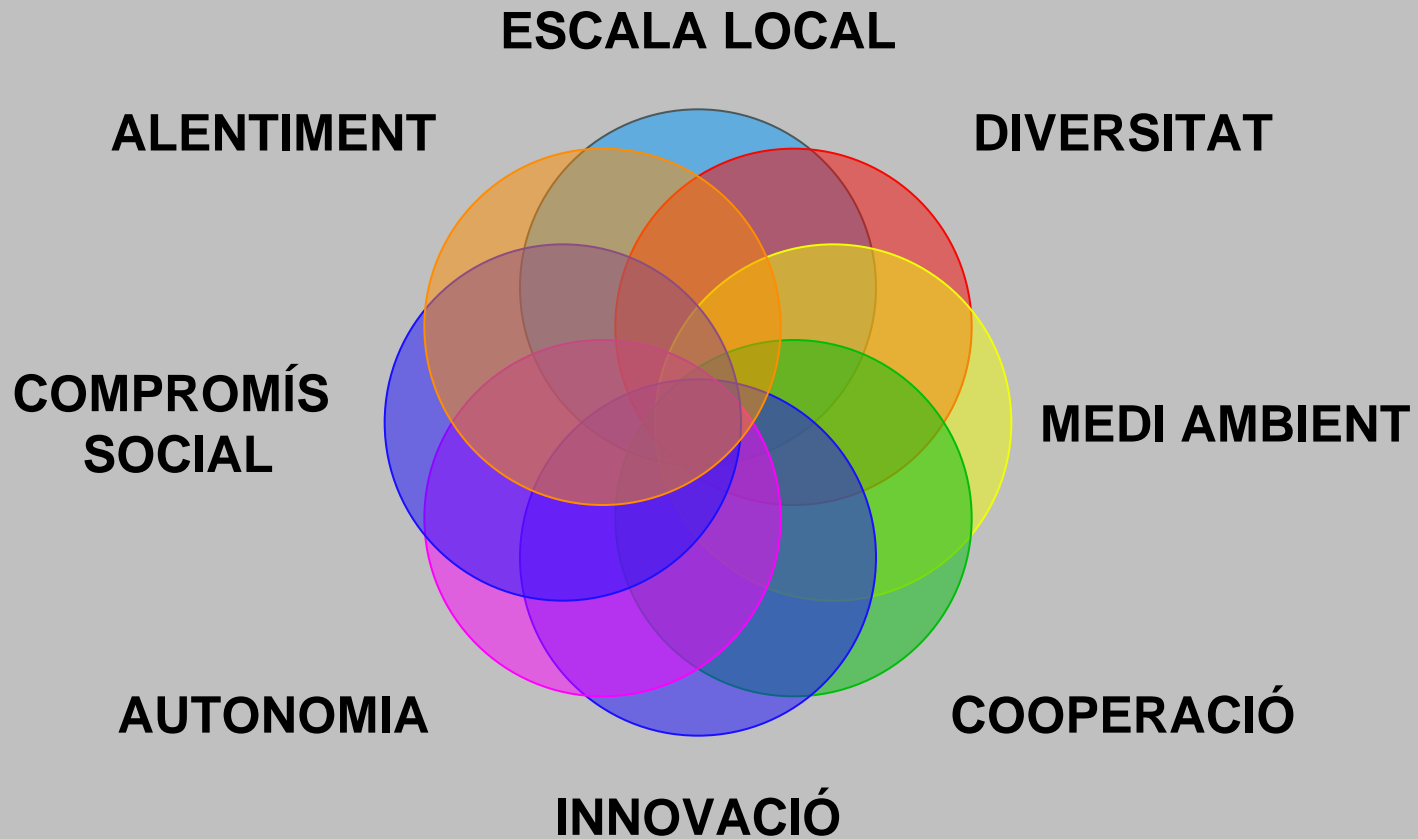 ESCALA LOCAL
ALENTIMENT
DIVERSITAT
COMPROMÍS
SOCIAL
MEDI AMBIENT
AUTONOMIA
COOPERACIÓ
INNOVACIÓ